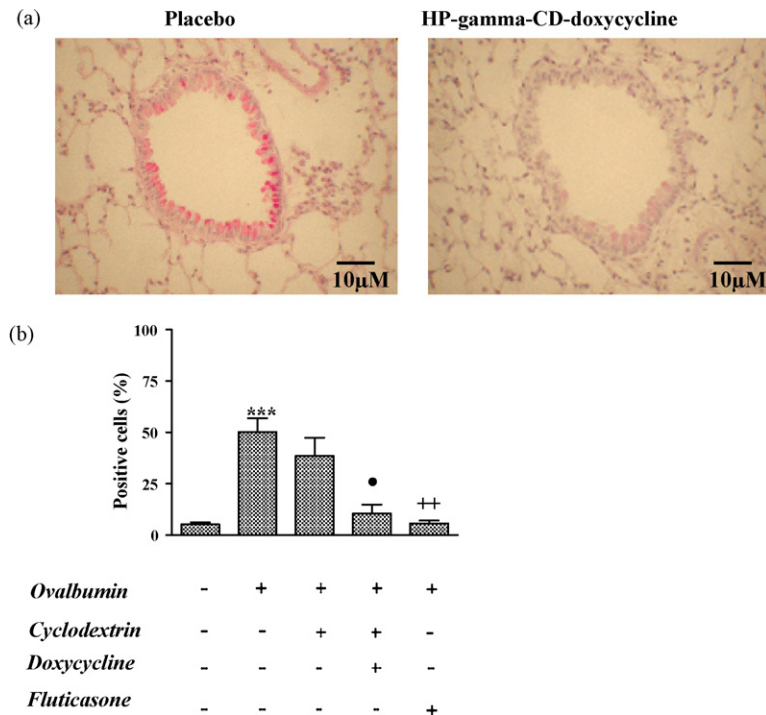 (a) Placebo HP-gamma-CD-doxycycline
10μM 10μM
(b)
100
75
50
25
0
Positive cells (%)
***
•
++
Ovalbumin - + + + +
Cyclodextrin - - + + -
Doxycycline - - - + -
Fluticasone - - - - +